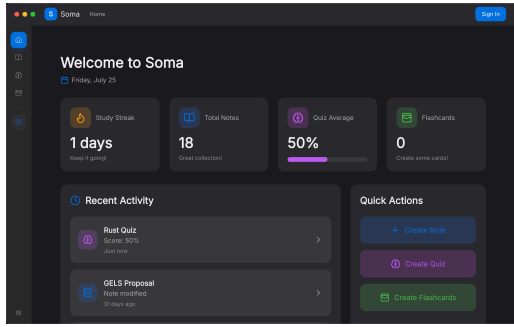 S Soma Home Sign In
Welcome to Soma
Friday, July 25
Study Streak
1 days
Keep it going!
Total Notes
18
Great collection!
Quiz Average
50%
Flashcards
0
Create some cards!
Recent Activity
Rust Quiz
Score: 50%
Just now
GELS Proposal
Note modified
31 days ago
Quick Actions
+ Create Note
Create Quiz
Create Flashcards